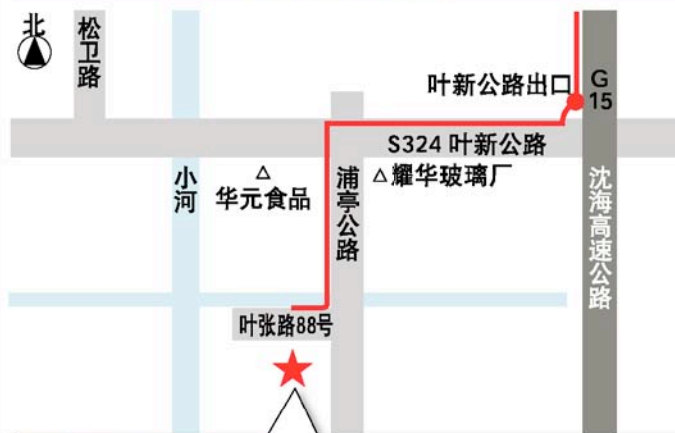 北
松卫路
叶新公路出口
G
15
S324 叶新公路
小河
△
华元食品
浦亭公路
△耀华玻璃厂
沈海高速公路
叶张路88号